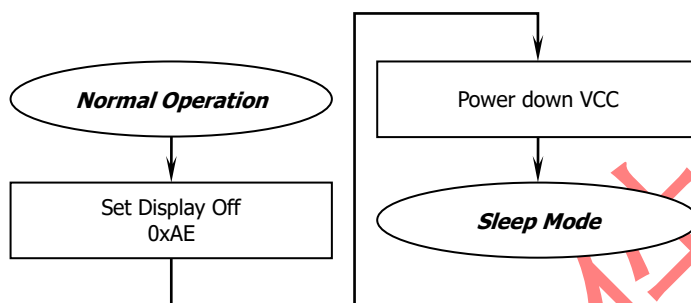 Normal Operation
Set Display Off
0xAE
Power down VCC
Sleep Mode